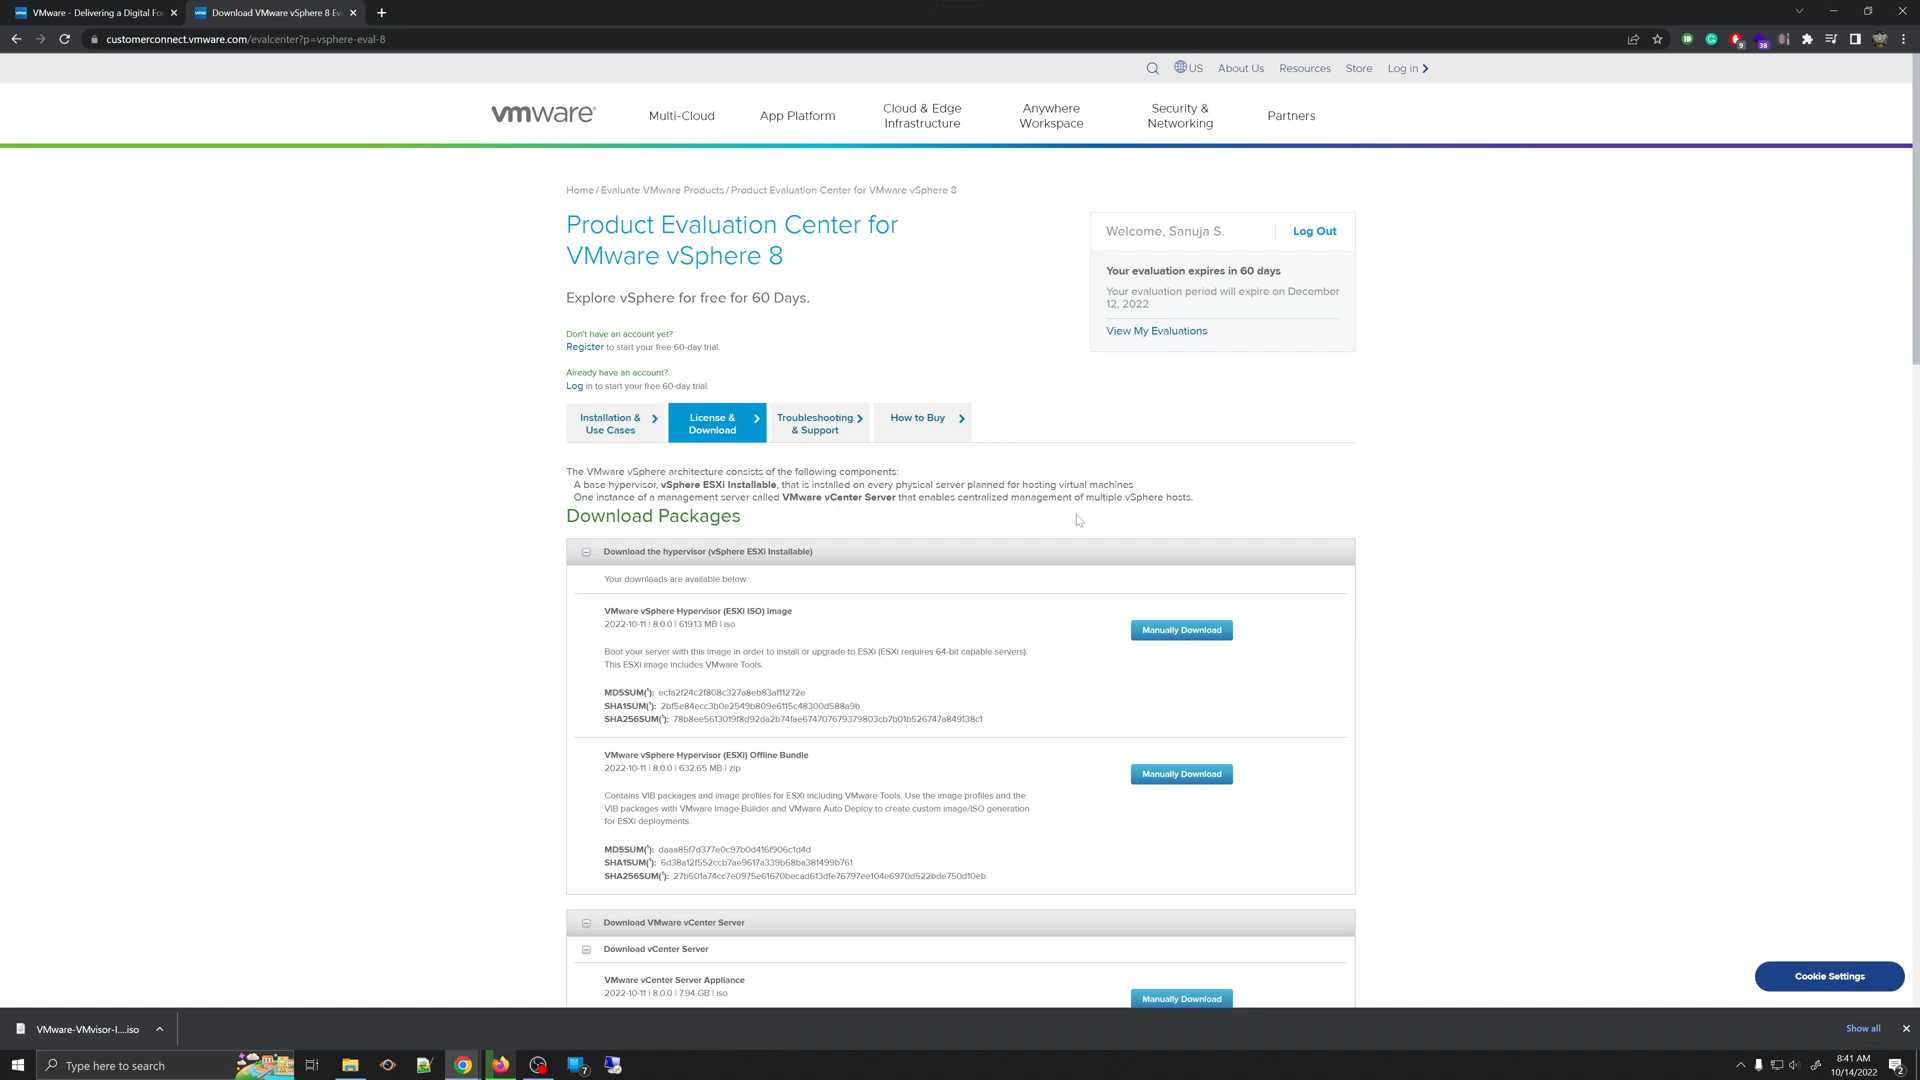 VMware - Delivering a Digital Fo
Download VMware vSphere 8 Ev
customerconnect.vmware.com/evalcenter?p=vsphere-eval-8
9
38
US
About Us
Resources
Store
Log in
vmware
Multi-Cloud
App Platform
Cloud & Edge
Infrastructure
Anywhere
Workspace
Security &
Networking
Partners
Home / Evaluate VMware Products / Product Evaluation Center for VMware vSphere 8
Product Evaluation Center for
VMware vSphere 8
Welcome, Sanuja S.
Log Out
Your evaluation expires in 60 days
Your evaluation period will expire on December
12, 2022
View My Evaluations
Explore vSphere for free for 60 Days.
Don't have an account yet?
Register to start your free 60-day trial.
Already have an account?
Log in to start your free 60-day trial.
Installation &
Use Cases
License &
Download
Troubleshooting
& Support
How to Buy
The VMware vSphere architecture consists of the following components:
A base hypervisor, vSphere ESXi Installable, that is installed on every physical server planned for hosting virtual machines
One instance of a management server called VMware vCenter Server that enables centralized management of multiple vSphere hosts.
Download Packages
Download the hypervisor (vSphere ESXi Installable)
Your downloads are available below
VMware vSphere Hypervisor (ESXi ISO) image
2022-10-11 | 8.0.0 | 619.13 MB | iso
Manually Download
Boot your server with this image in order to install or upgrade to ESXi (ESXi requires 64-bit capable servers).
This ESXi image includes VMware Tools.
MD5SUM(¹): ecfa2f24c2f808c327a8eb83af11272e
SHA1SUM(¹): 2bf5e84ecc3b0e2549b809e6115c48300d588a9b
SHA256SUM(¹): 78b8ee5613019f8d92da2b74fae674707679379803cb7b01b526747a849138c1
VMware vSphere Hypervisor (ESXi) Offline Bundle
2022-10-11 | 8.0.0 | 632.65 MB | zip
Manually Download
Contains VIB packages and image profiles for ESXi including VMware Tools. Use the image profiles and the
VIB packages with VMware Image Builder and VMware Auto Deploy to create custom image/ISO generation
for ESXi deployments.
MD5SUM(¹): daaa85f7d377e0c97b0d416f906c1d4d
SHA1SUM(¹): 6d38a12f552ccb7ae9617a339b68ba381499b761
SHA256SUM(¹): 27b501a74cc7e0975e61670becad613dfe76797ee104e6970d522bde750d10eb
Download VMware vCenter Server
Download vCenter Server
VMware vCenter Server Appliance
2022-10-11 | 8.0.0 | 7.94 GB | iso
Manually Download
Cookie Settings
VMware-VMvisor-I....iso
Show all
Type here to search
7
8:41 AM
10/14/2022
2